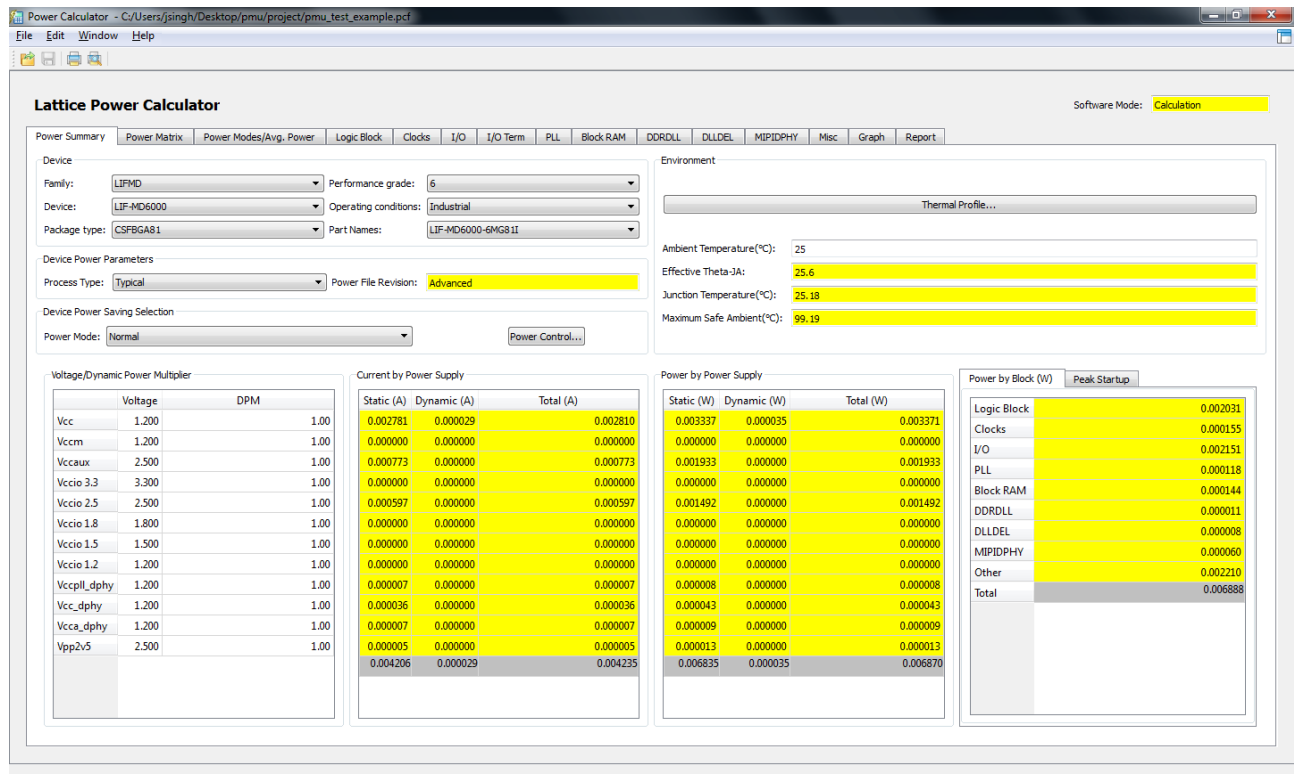 Power Calculator - C:/Users/jsingh/Desktop/pmu/project/pmu_test_example.pcf
File Edit Window Help
Lattice Power Calculator
Software Mode: Calculation
Power Summary Power Matrix Power Modes/Avg. Power Logic Block Clocks I/O I/O Term PLL Block RAM DDRDLL DLLDEL MIPIDPHY Misc Graph Report
Device
Family: LIFMD Performance grade: 6
Device: LIF-MD6000 Operating conditions: Industrial
Package type: CSFBGA81 Part Names: LIF-MD6000-6MG81I
Device Power Parameters
Process Type: Typical Power File Revision: Advanced
Device Power Saving Selection
Power Mode: Normal Power Control...
Environment
Thermal Profile...
Ambient Temperature(°C): 25
Effective Theta-JA: 25.6
Junction Temperature(°C): 25.18
Maximum Safe Ambient(°C): 99.19
Voltage/Dynamic Power Multiplier
Voltage DPM
Vcc 1.200 1.00
Vccm 1.200 1.00
Vccaux 2.500 1.00
Vccio 3.3 3.300 1.00
Vccio 2.5 2.500 1.00
Vccio 1.8 1.800 1.00
Vccio 1.5 1.500 1.00
Vccio 1.2 1.200 1.00
Vccpll_dphy 1.200 1.00
Vcc_dphy 1.200 1.00
Vcca_dphy 1.200 1.00
Vpp2v5 2.500 1.00
Current by Power Supply
Static (A) Dynamic (A) Total (A)
0.002781 0.000029 0.002810
0.000000 0.000000 0.000000
0.000773 0.000000 0.000773
0.000000 0.000000 0.000000
0.000597 0.000000 0.000597
0.000000 0.000000 0.000000
0.000000 0.000000 0.000000
0.000000 0.000000 0.000000
0.000007 0.000000 0.000007
0.000036 0.000000 0.000036
0.000007 0.000000 0.000007
0.000005 0.000000 0.000005
0.004206 0.000029 0.004235
Power by Power Supply
Static (W) Dynamic (W) Total (W)
0.003337 0.000035 0.003371
0.000000 0.000000 0.000000
0.001933 0.000000 0.001933
0.000000 0.000000 0.000000
0.001492 0.000000 0.001492
0.000000 0.000000 0.000000
0.000000 0.000000 0.000000
0.000000 0.000000 0.000000
0.000008 0.000000 0.000008
0.000043 0.000000 0.000043
0.000009 0.000000 0.000009
0.000013 0.000000 0.000013
0.006835 0.000035 0.006870
Power by Block (W) Peak Startup
Logic Block 0.002031
Clocks 0.000155
I/O 0.002151
PLL 0.000118
Block RAM 0.000144
DDRDLL 0.000011
DLLDEL 0.000008
MIPIDPHY 0.000060
Other 0.002210
Total 0.006888